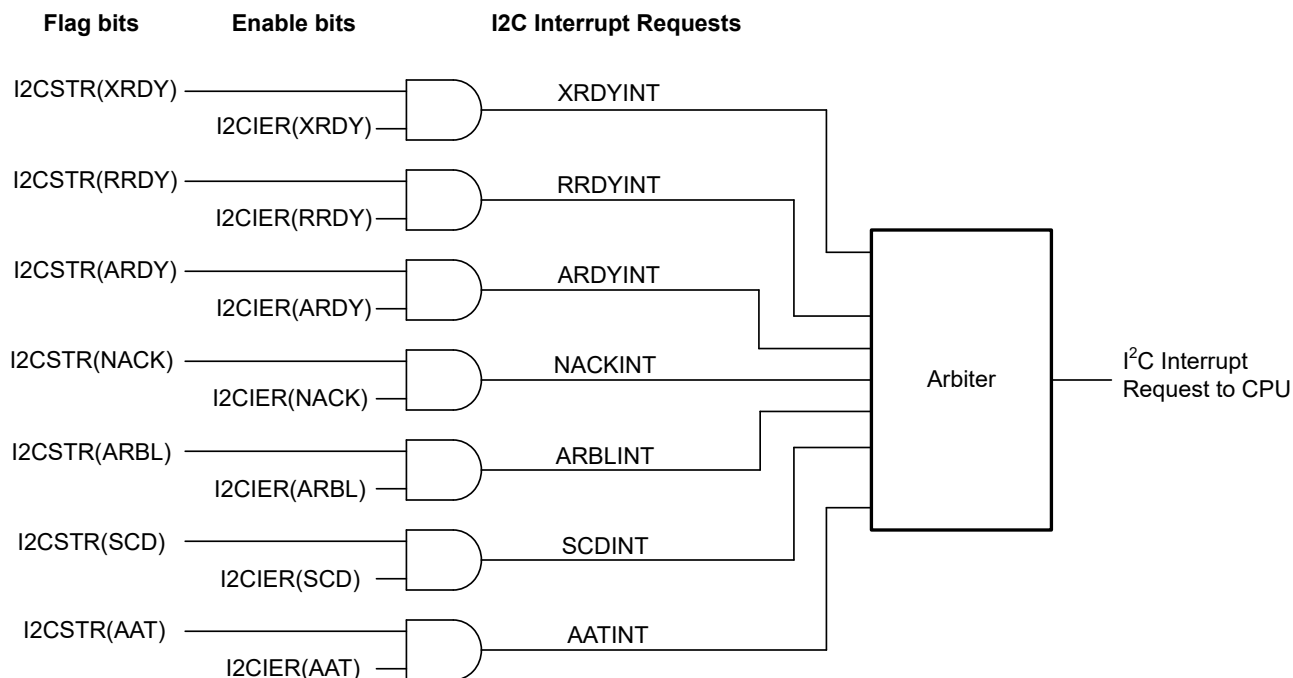 Flag bits Enable bits I2C Interrupt Requests
I2CSTR(XRDY) XRDYINT
I2CIER(XRDY)
I2CSTR(RRDY) RRDYINT
I2CIER(RRDY)
I2CSTR(ARDY) ARDYINT
I2CIER(ARDY)
I2CSTR(NACK) NACKINT
I2CIER(NACK)
Arbiter
I²C Interrupt
Request to CPU
I2CSTR(ARBL) ARBLINT
I2CIER(ARBL)
I2CSTR(SCD) SCDINT
I2CIER(SCD)
I2CSTR(AAT) AATINT
I2CIER(AAT)